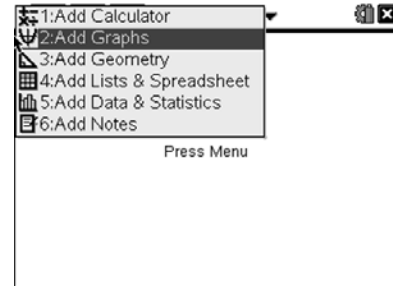 1:Add Calculator
2:Add Graphs
3:Add Geometry
4:Add Lists & Spreadsheet
5:Add Data & Statistics
6:Add Notes
Press Menu